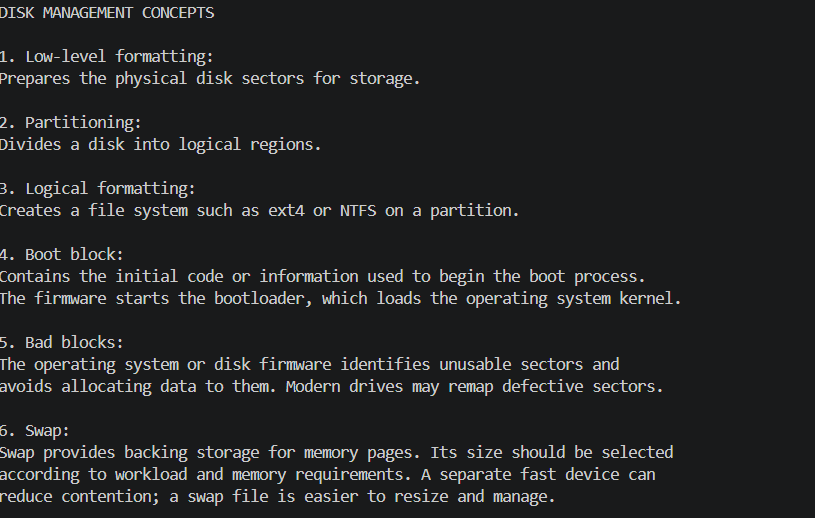 DISK MANAGEMENT CONCEPTS
1. Low-level formatting:
Prepares the physical disk sectors for storage.
2. Partitioning:
Divides a disk into logical regions.
3. Logical formatting:
Creates a file system such as ext4 or NTFS on a partition.
4. Boot block:
Contains the initial code or information used to begin the boot process.
The firmware starts the bootloader, which loads the operating system kernel.
5. Bad blocks:
The operating system or disk firmware identifies unusable sectors and
avoids allocating data to them. Modern drives may remap defective sectors.
6. Swap:
Swap provides backing storage for memory pages. Its size should be selected
according to workload and memory requirements. A separate fast device can
reduce contention; a swap file is easier to resize and manage.